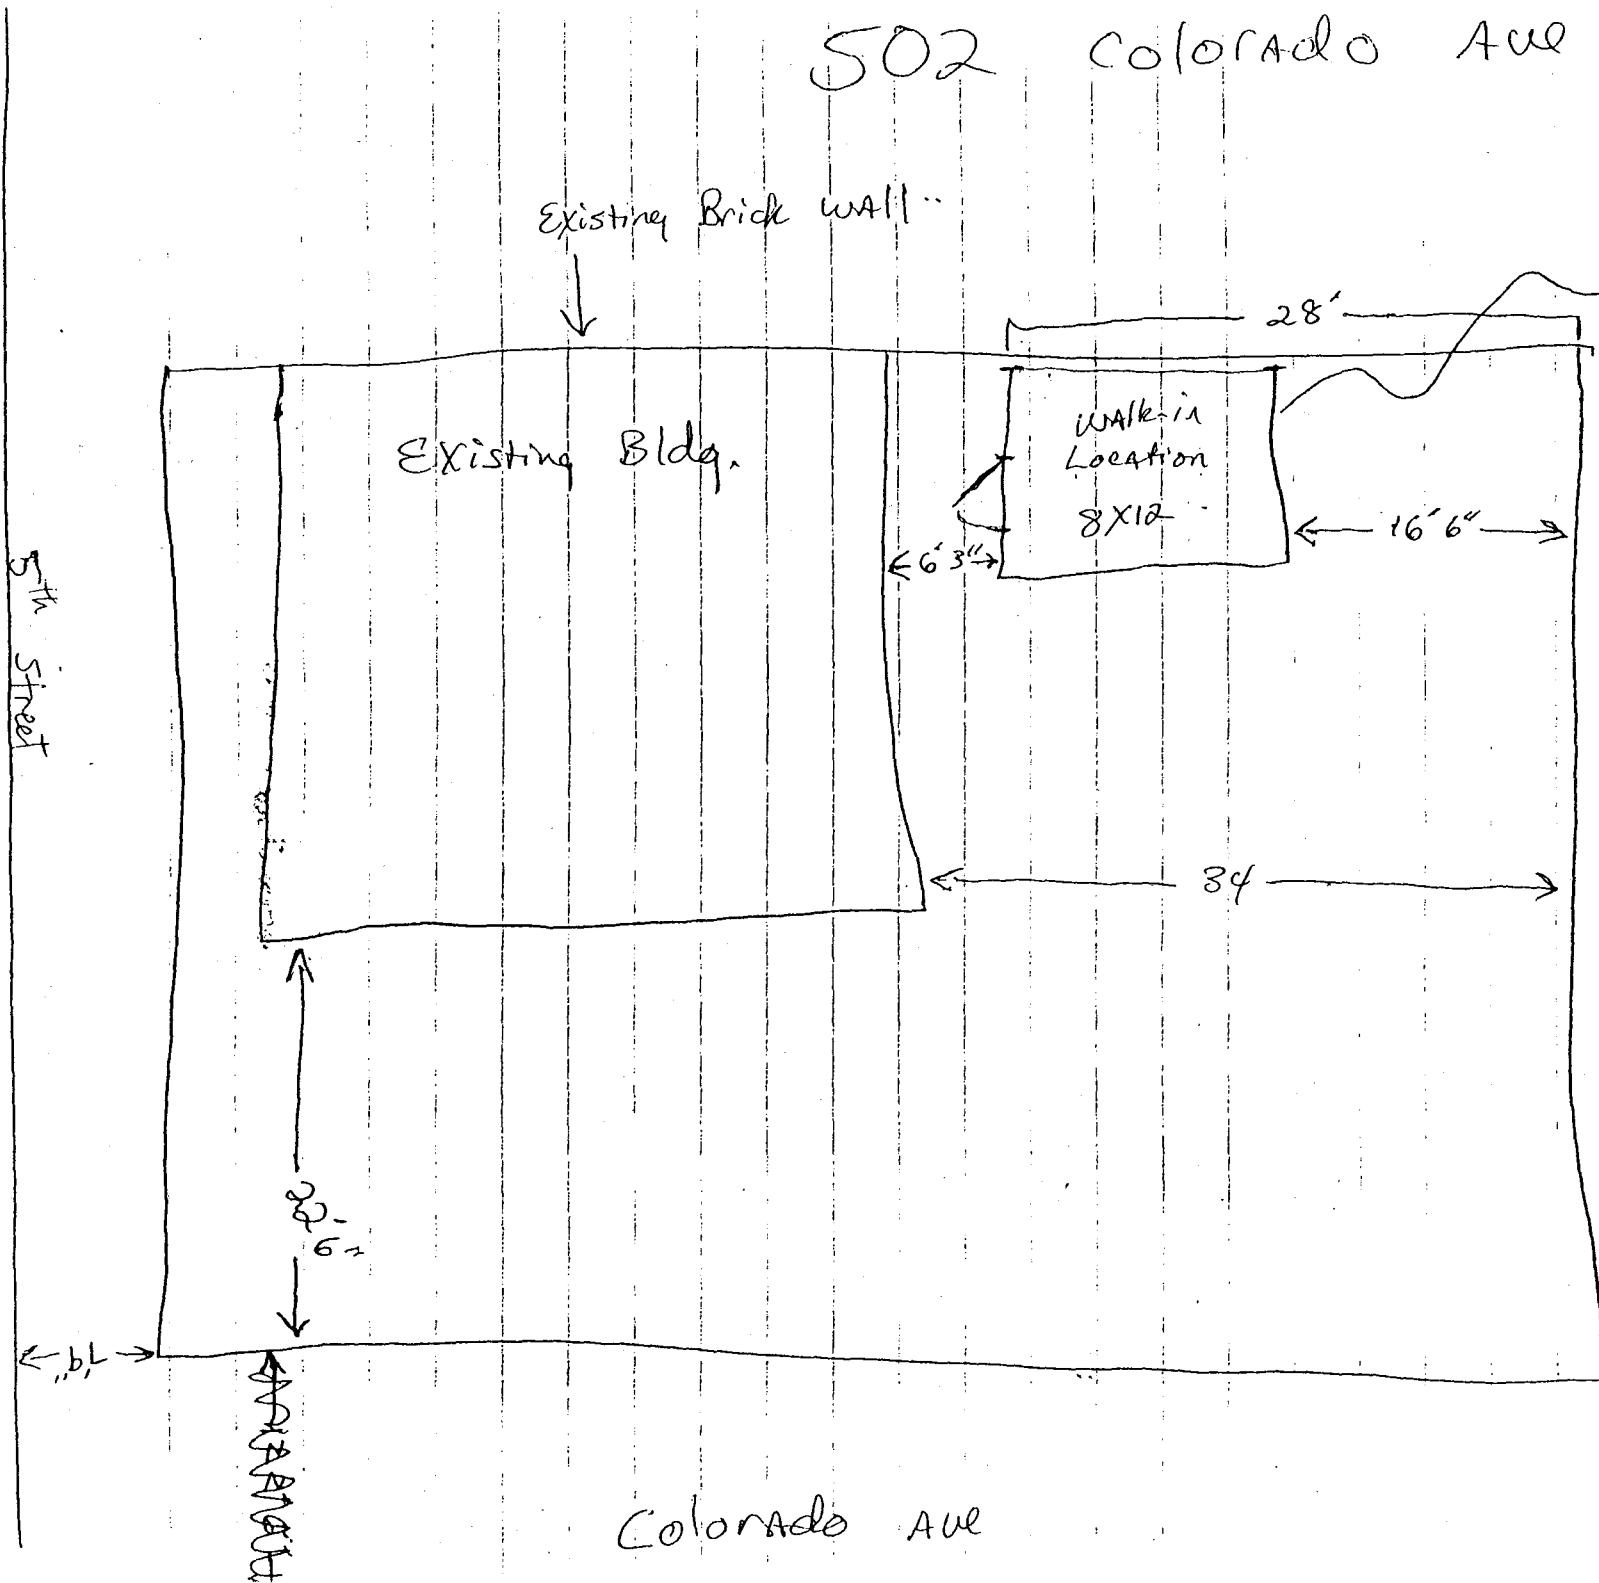 502 Colorado Ave
Existing Brick Wall
28'
Existing Bldg.
Walk-in
Location
8X12
16' 6"
6' 3"
5th Street
34
22' 6"
Colorado Ave